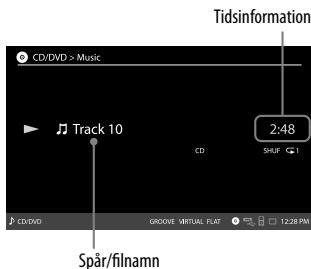 Tidsinformation
CD/DVD > Music
Track 10
2:48
CD SHUF 1
CD/DVD GROOVE VIRTUAL FLAT 12:28 PM
Spår/filnamn